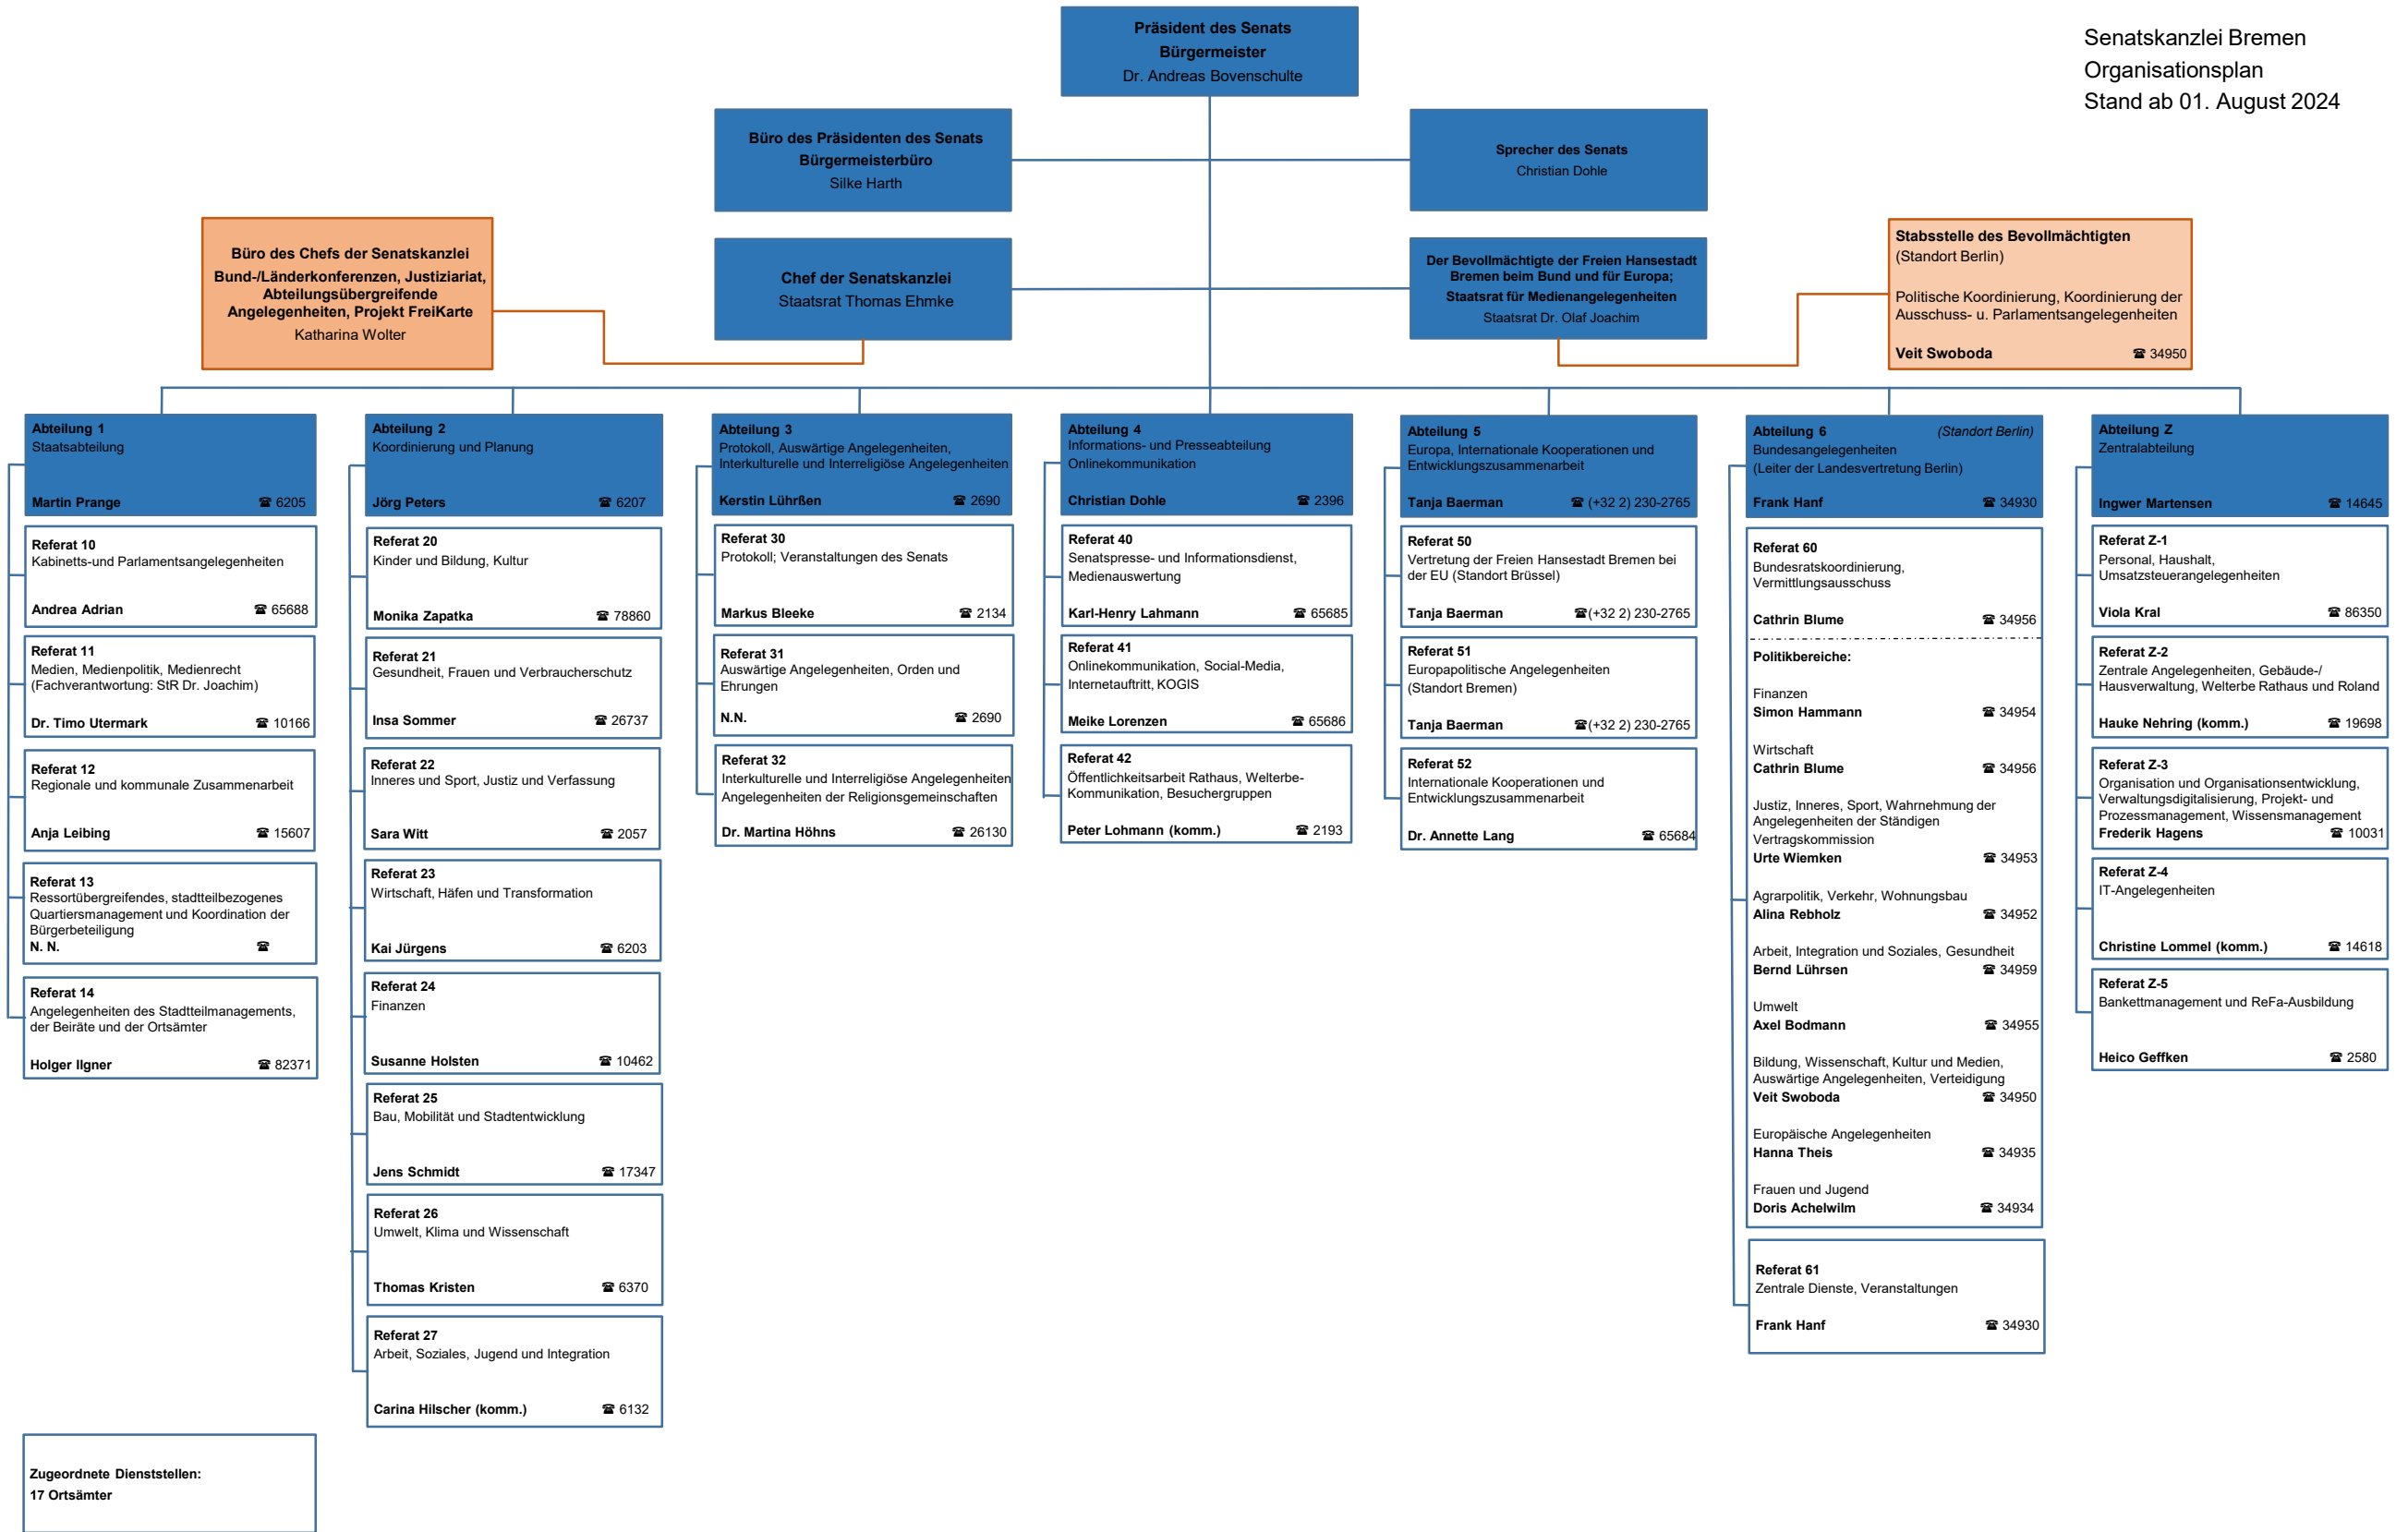 Präsident des Senats
Bürgermeister
Dr. Andreas Bovenschulte
Senatskanzlei Bremen
Organisationsplan
Stand ab 01. August 2024
Büro des Präsidenten des Senats
Bürgermeisterbüro
Silke Harth
Sprecher des Senats
Christian Dohle
Büro des Chefs der Senatskanzlei
Bund-/Länderkonferenzen, Justiziariat,
Abteilungsübergreifende
Angelegenheiten, Projekt FreiKarte
Katharina Wolter
Chef der Senatskanzlei
Staatsrat Thomas Ehmke
Der Bevollmächtigte der Freien Hansestadt
Bremen beim Bund und für Europa;
Staatsrat für Medienangelegenheiten
Staatsrat Dr. Olaf Joachim
Stabsstelle des Bevollmächtigten
(Standort Berlin)
Politische Koordinierung, Koordinierung der
Ausschuss- u. Parlamentsangelegenheiten
Veit Swoboda ☎ 34950
Abteilung 1
Staatsabteilung
Martin Prange ☎ 6205
Referat 10
Kabinetts-und Parlamentsangelegenheiten
Andrea Adrian ☎ 65688
Referat 11
Medien, Medienpolitik, Medienrecht
(Fachverantwortung: StR Dr. Joachim)
Dr. Timo Utermark ☎ 10166
Referat 12
Regionale und kommunale Zusammenarbeit
Anja Leibing ☎ 15607
Referat 13
Ressortübergreifendes, stadtteilbezogenes
Quartiersmanagement und Koordination der
Bürgerbeteiligung
N. N. ☎
Referat 14
Angelegenheiten des Stadtteilmanagements,
der Beiräte und der Ortsämter
Holger Ilgner ☎ 82371
Zugeordnete Dienststellen:
17 Ortsämter
Abteilung 2
Koordinierung und Planung
Jörg Peters ☎ 6207
Referat 20
Kinder und Bildung, Kultur
Monika Zapatka ☎ 78860
Referat 21
Gesundheit, Frauen und Verbraucherschutz
Insa Sommer ☎ 26737
Referat 22
Inneres und Sport, Justiz und Verfassung
Sara Witt ☎ 2057
Referat 23
Wirtschaft, Häfen und Transformation
Kai Jürgens ☎ 6203
Referat 24
Finanzen
Susanne Holsten ☎ 10462
Referat 25
Bau, Mobilität und Stadtentwicklung
Jens Schmidt ☎ 17347
Referat 26
Umwelt, Klima und Wissenschaft
Thomas Kristen ☎ 6370
Referat 27
Arbeit, Soziales, Jugend und Integration
Carina Hilscher (komm.) ☎ 6132
Abteilung 3
Protokoll, Auswärtige Angelegenheiten,
Interkulturelle und Interreligiöse Angelegenheiten
Kerstin Lührßen ☎ 2690
Referat 30
Protokoll; Veranstaltungen des Senats
Markus Bleeke ☎ 2134
Referat 31
Auswärtige Angelegenheiten, Orden und
Ehrungen
N.N. ☎ 2690
Referat 32
Interkulturelle und Interreligiöse Angelegenheiten
Angelegenheiten der Religionsgemeinschaften
Dr. Martina Höhns ☎ 26130
Abteilung 4
Informations- und Presseabteilung
Onlinekommunikation
Christian Dohle ☎ 2396
Referat 40
Senatspresse- und Informationsdienst,
Medienauswertung
Karl-Henry Lahmann ☎ 65685
Referat 41
Onlinekommunikation, Social-Media,
Internetauftritt, KOGIS
Meike Lorenzen ☎ 65686
Referat 42
Öffentlichkeitsarbeit Rathaus, Welterbe-
Kommunikation, Besuchergruppen
Peter Lohmann (komm.) ☎ 2193
Abteilung 5
Europa, Internationale Kooperationen und
Entwicklungszusammenarbeit
Tanja Baerman ☎ (+32 2) 230-2765
Referat 50
Vertretung der Freien Hansestadt Bremen bei
der EU (Standort Brüssel)
Tanja Baerman ☎(+32 2) 230-2765
Referat 51
Europapolitische Angelegenheiten
(Standort Bremen)
Tanja Baerman ☎(+32 2) 230-2765
Referat 52
Internationale Kooperationen und
Entwicklungszusammenarbeit
Dr. Annette Lang ☎ 65684
Abteilung 6 (Standort Berlin)
Bundesangelegenheiten
(Leiter der Landesvertretung Berlin)
Frank Hanf ☎ 34930
Referat 60
Bundesratskoordinierung,
Vermittlungsausschuss
Cathrin Blume ☎ 34956
Politikbereiche:
Finanzen
Simon Hammann ☎ 34954
Wirtschaft
Cathrin Blume ☎ 34956
Justiz, Inneres, Sport, Wahrnehmung der
Angelegenheiten der Ständigen
Vertragskommission
Urte Wiemken ☎ 34953
Agrarpolitik, Verkehr, Wohnungsbau
Alina Rebholz ☎ 34952
Arbeit, Integration und Soziales, Gesundheit
Bernd Lührsen ☎ 34959
Umwelt
Axel Bodmann ☎ 34955
Bildung, Wissenschaft, Kultur und Medien,
Auswärtige Angelegenheiten, Verteidigung
Veit Swoboda ☎ 34950
Europäische Angelegenheiten
Hanna Theis ☎ 34935
Frauen und Jugend
Doris Achelwilm ☎ 34934
Referat 61
Zentrale Dienste, Veranstaltungen
Frank Hanf ☎ 34930
Abteilung Z
Zentralabteilung
Ingwer Martensen ☎ 14645
Referat Z-1
Personal, Haushalt,
Umsatzsteuerangelegenheiten
Viola Kral ☎ 86350
Referat Z-2
Zentrale Angelegenheiten, Gebäude-/
Hausverwaltung, Welterbe Rathaus und Roland
Hauke Nehring (komm.) ☎ 19698
Referat Z-3
Organisation und Organisationsentwicklung,
Verwaltungsdigitalisierung, Projekt- und
Prozessmanagement, Wissensmanagement
Frederik Hagens ☎ 10031
Referat Z-4
IT-Angelegenheiten
Christine Lommel (komm.) ☎ 14618
Referat Z-5
Bankettmanagement und ReFa-Ausbildung
Heico Geffken ☎ 2580